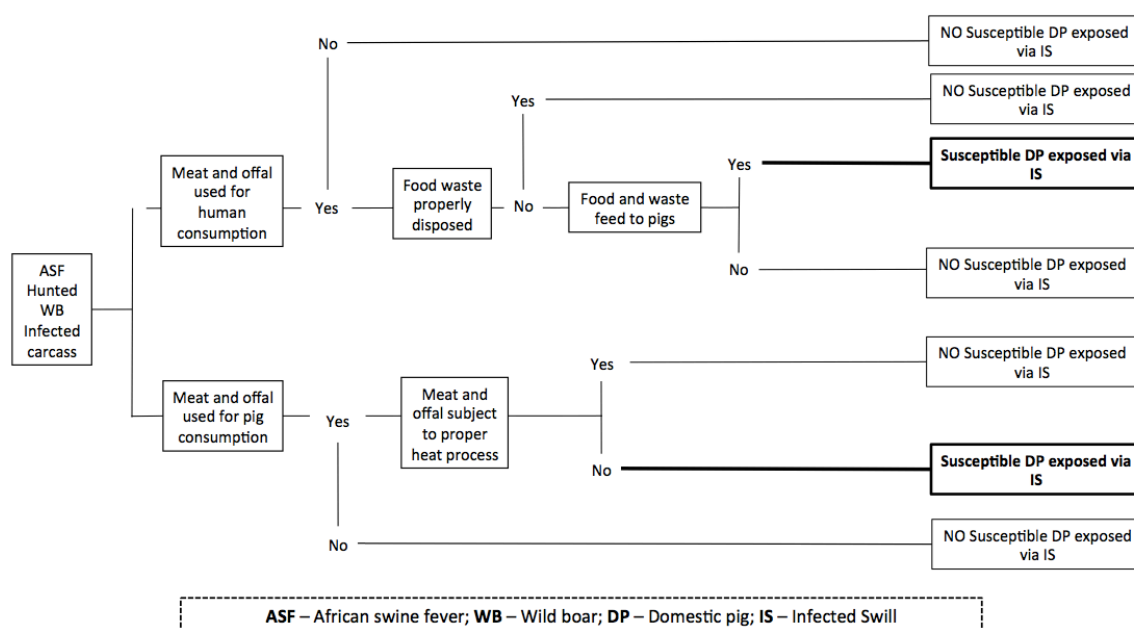 No
NO Susceptible DP exposed
via IS
Yes
NO Susceptible DP exposed
via IS
Meat and offal
used for
human
consumption
Yes
Food waste
properly
disposed
No
Food and waste
feed to pigs
Yes
Susceptible DP exposed via
IS
No
NO Susceptible DP exposed
via IS
ASF
Hunted
WB
Infected
carcass
Meat and offal
used for pig
consumption
Yes
Meat and
offal subject
to proper
heat process
Yes
NO Susceptible DP exposed
via IS
No
Susceptible DP exposed via
IS
No
NO Susceptible DP exposed
via IS
ASF – African swine fever; WB – Wild boar; DP – Domestic pig; IS – Infected Swill